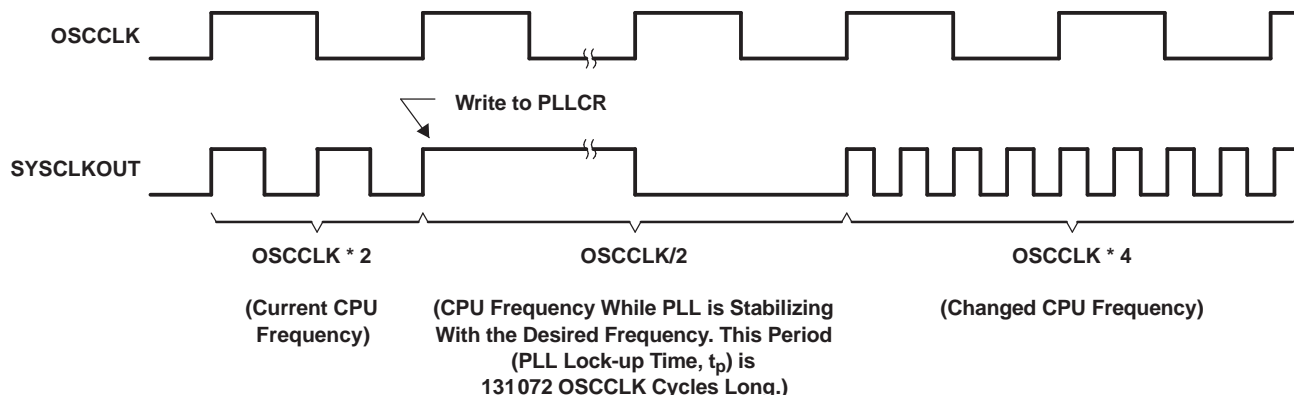 OSCCLK
Write to PLLCR
SYSCLKOUT
OSCCLK * 2
(Current CPU
Frequency)
OSCCLK/2
(CPU Frequency While PLL is Stabilizing
With the Desired Frequency. This Period
(PLL Lock-up Time, tp) is
131072 OSCCLK Cycles Long.)
OSCCLK * 4
(Changed CPU Frequency)